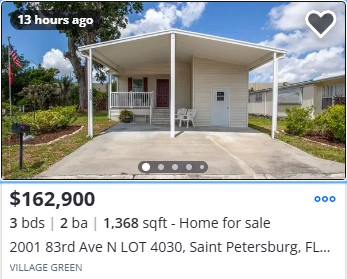 13 hours ago
$162,900
3 bds | 2 ba | 1,368 sqft - Home for sale
2001 83rd Ave N LOT 4030, Saint Petersburg, FL...
VILLAGE GREEN